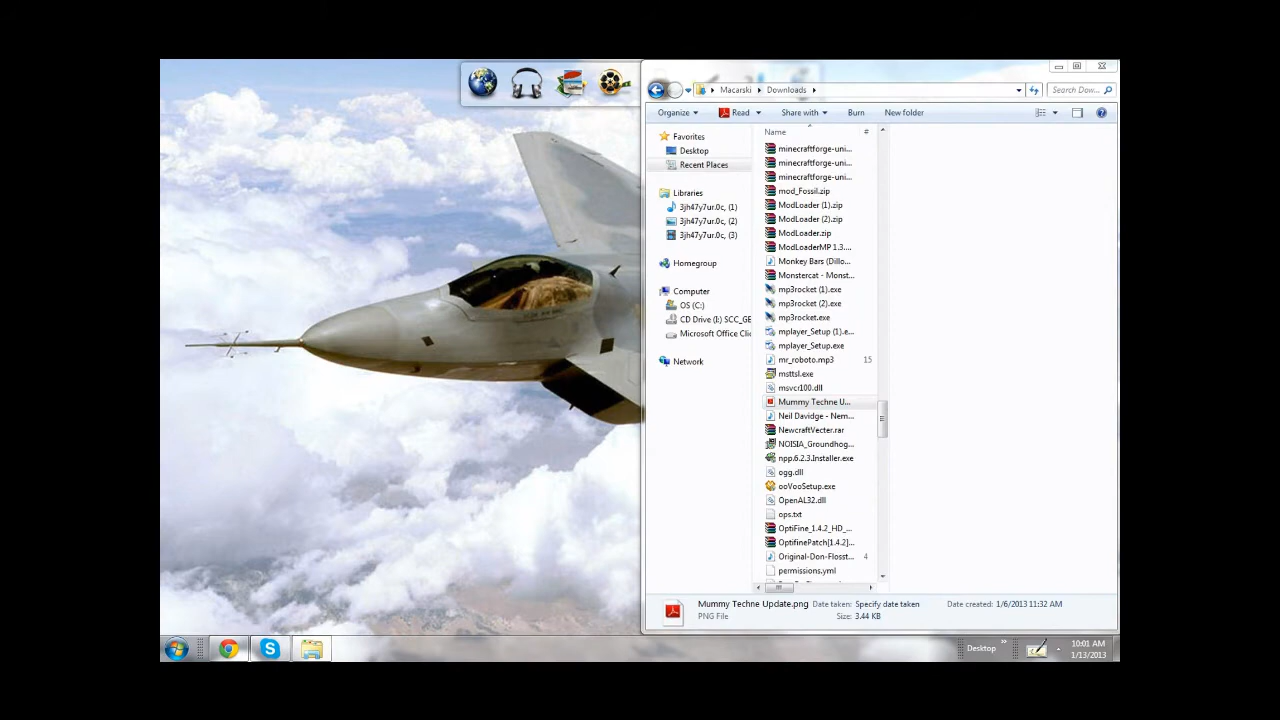 Macarski
Downloads
Search Dow...
Organize
Read
Share with
Burn
New folder
Favorites
Desktop
Recent Places
Libraries
3jh47y7ur.0c, (1)
3jh47y7ur.0c, (2)
3jh47y7ur.0c, (3)
Homegroup
Computer
OS (C:)
CD Drive (I:) SCC_GE
Microsoft Office Clic
Network
Name
#
minecraftforge-uni...
minecraftforge-uni...
minecraftforge-uni...
mod_Fossil.zip
ModLoader (1).zip
ModLoader (2).zip
ModLoader.zip
ModLoaderMP 1.3....
Monkey Bars (Dillo...
Monstercat - Monst...
mp3rocket (1).exe
mp3rocket (2).exe
mp3rocket.exe
mplayer_Setup (1).e...
mplayer_Setup.exe
mr_roboto.mp3 15
msttsl.exe
msvcr100.dll
Mummy Techne U...
Neil Davidge - Nem...
NewcraftVecter.rar
NOISIA_Groundhog...
npp.6.2.3.Installer.exe
ogg.dll
ooVooSetup.exe
OpenAL32.dll
ops.txt
OptiFine_1.4.2_HD_...
OptifinePatch[1.4.2]...
Original-Don-Flosst... 4
permissions.yml
Mummy Techne Update.png Date taken: Specify date taken Date created: 1/6/2013 11:32 AM
PNG File Size: 3.44 KB
Desktop
10:01 AM
1/13/2013